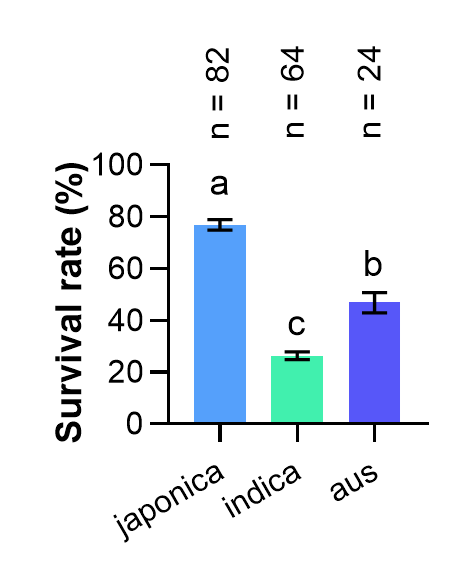 n = 82
n = 64
n = 24
Survival rate (%)
100
80
60
40
20
0
a
c
b
japonica
indica
aus